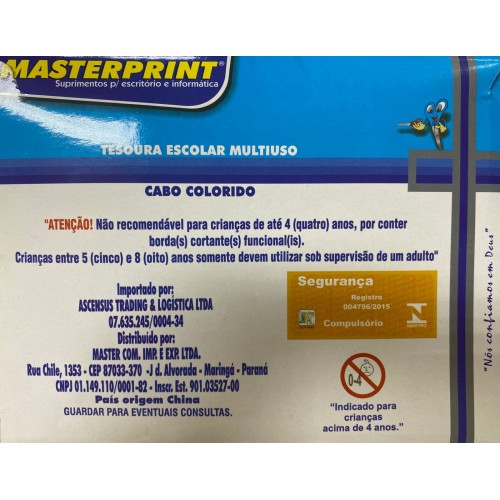 MASTERPRINT®
Suprimentos p/ escritório e informática
TESOURA ESCOLAR MULTIUSO
CABO COLORIDO
"ATENÇÃO! Não recomendável para crianças de até 4 (quatro) anos, por conter
borda(s) cortante(s) funcional(is).
Crianças entre 5 (cinco) e 8 (oito) anos somente devem utilizar sob supervisão de um adulto"
Importado por:
ASCENSUS TRADING & LOGÍSTICA LTDA
07.635.245/0004-34
Distribuido por:
MASTER COM. IMP. E EXP. LTDA.
Rua Chile, 1353 - CEP 87033-370 -J d. Alvorada - Maringá - Paraná
CNPJ 01.149.110/0001-82 - Insc. Est. 901.03527-00
País origem China
GUARDAR PARA EVENTUAIS CONSULTAS.
Segurança
Registro
004796/2015
Compulsório
INMETRO
0-4
"Indicado para
crianças
acima de 4 anos."
"Nós confiamos em Deus"